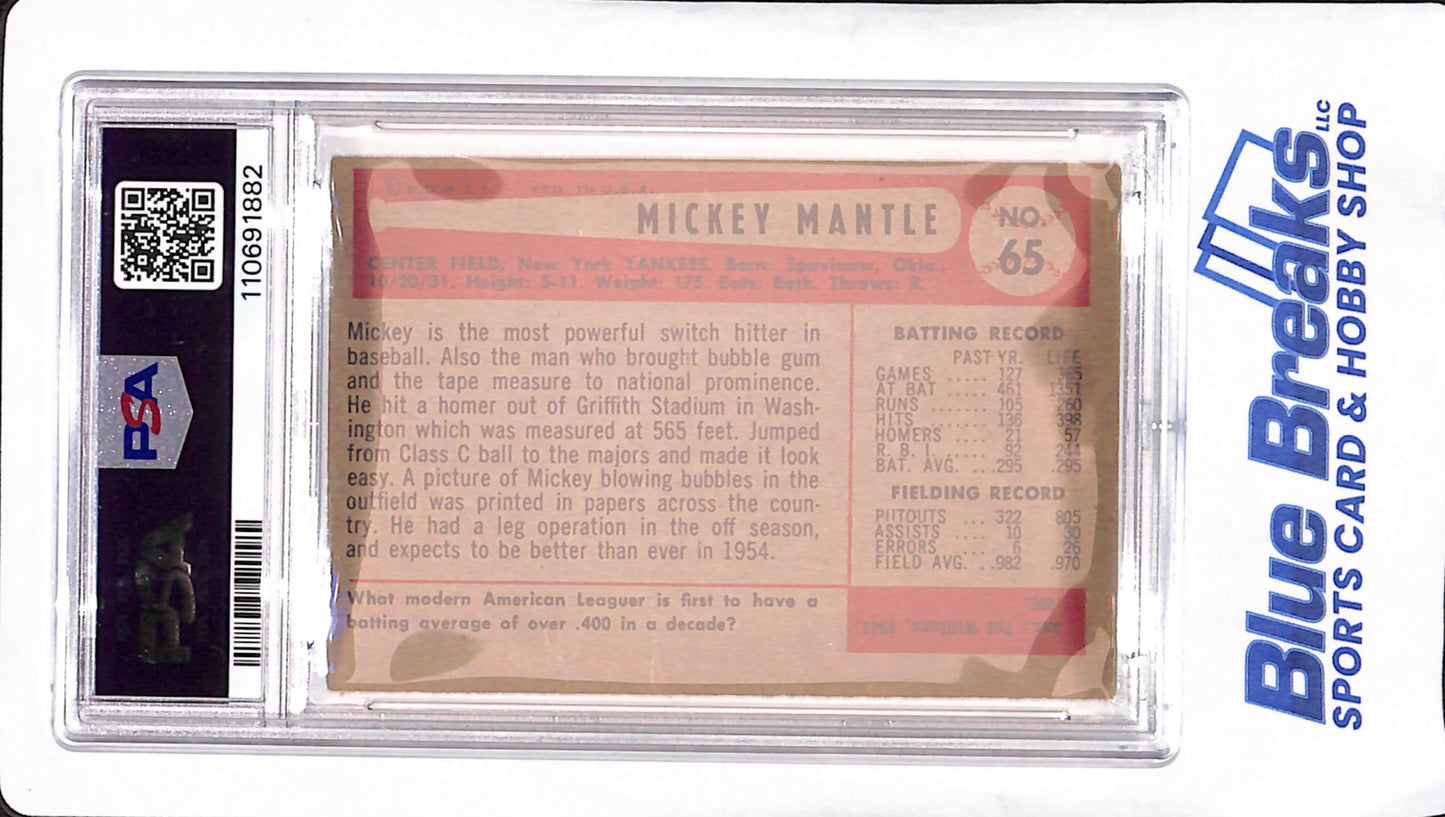 110691882
PSA
PSA
MICKEY MANTLE
NO.
65
CENTER FIELD, New York YANKEES. Born: Spavinaw, Okla.,
10/20/31. Height: 5-11. Weight: 175. Bats: Both. Throws: R.
Mickey is the most powerful switch hitter in
baseball. Also the man who brought bubble gum
and the tape measure to national prominence.
He hit a homer out of Griffith Stadium in Wash-
ington which was measured at 565 feet. Jumped
from Class C ball to the majors and made it look
easy. A picture of Mickey blowing bubbles in the
outfield was printed in papers across the coun-
try. He had a leg operation in the off season,
and expects to be better than ever in 1954.
What modern American Leaguer is first to have a
batting average of over .400 in a decade?
BATTING RECORD
PAST YR. LIFE
GAMES ..... 127 365
AT BAT ..... 461 1351
RUNS ....... 105 260
HITS ....... 136 398
HOMERS .... 21 57
R. B. I. ..... 92 244
BAT. AVG. ...295 .295
FIELDING RECORD
PUTOUTS ... 322 805
ASSISTS .... 10 30
ERRORS .... 6 26
FIELD AVG. ..982 .970
Ted Williams, 1941.
Blue Breaks LLC
SPORTS CARD & HOBBY SHOP